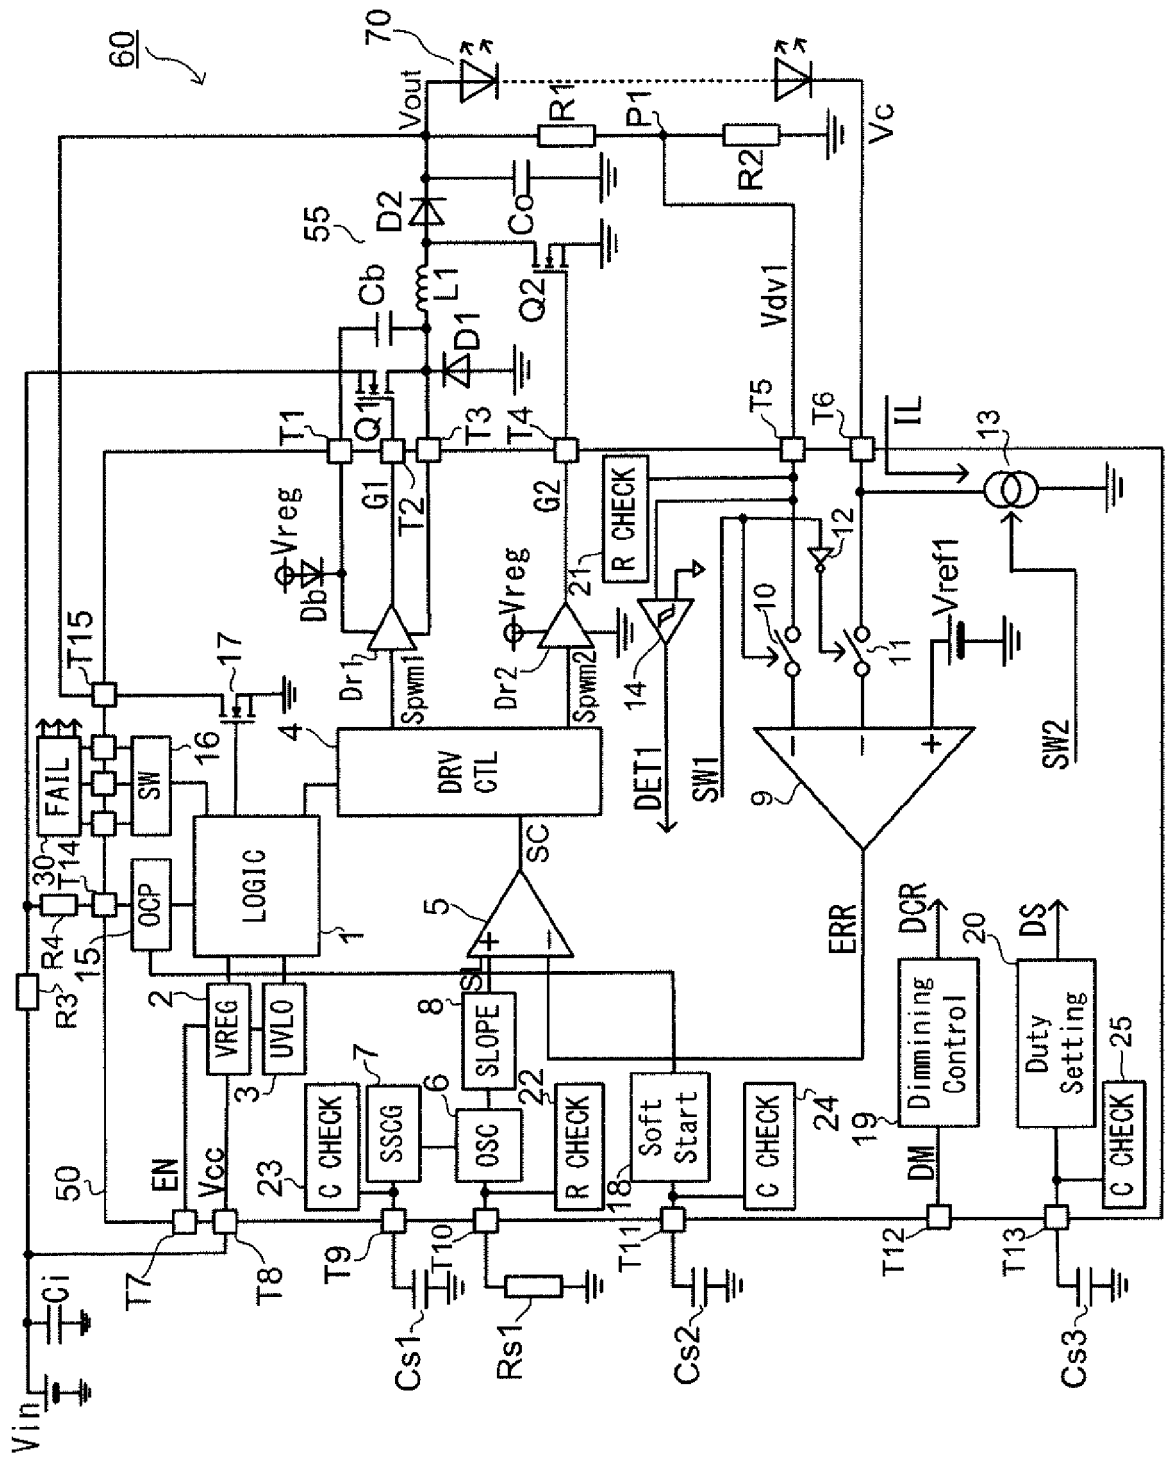 60
Vin
Ci
R3
R4
30
FAIL
T14
T15
15
OCP
SW
16
17
50
EN
Vcc
T7
T8
2
VREG
3
UVLO
LOGIC
1
4
DRV
CTL
Dr1
Spwm1
Dr2
Spwm2
Db
Vreg
Vreg
G1
G2
T1
T2
T3
T4
Q1
Cb
D1
L1
55
D2
Q2
Co
Vout
70
R1
P1
R2
Vc
Vdv1
T5
T6
IL
13
21
R CHECK
14
DET1
SW1
10
12
11
Vref1
SW2
9
ERR
5
SC
+
−
−
−
+
Sl
8
SLOPE
6
OSC
7
SSCG
23
C CHECK
22
R CHECK
18
Soft
Start
24
C CHECK
19
Dimmining
Control
DCR
DM
20
Duty
Setting
DS
25
C CHECK
T9
T10
T11
T12
T13
Cs1
Rs1
Cs2
Cs3